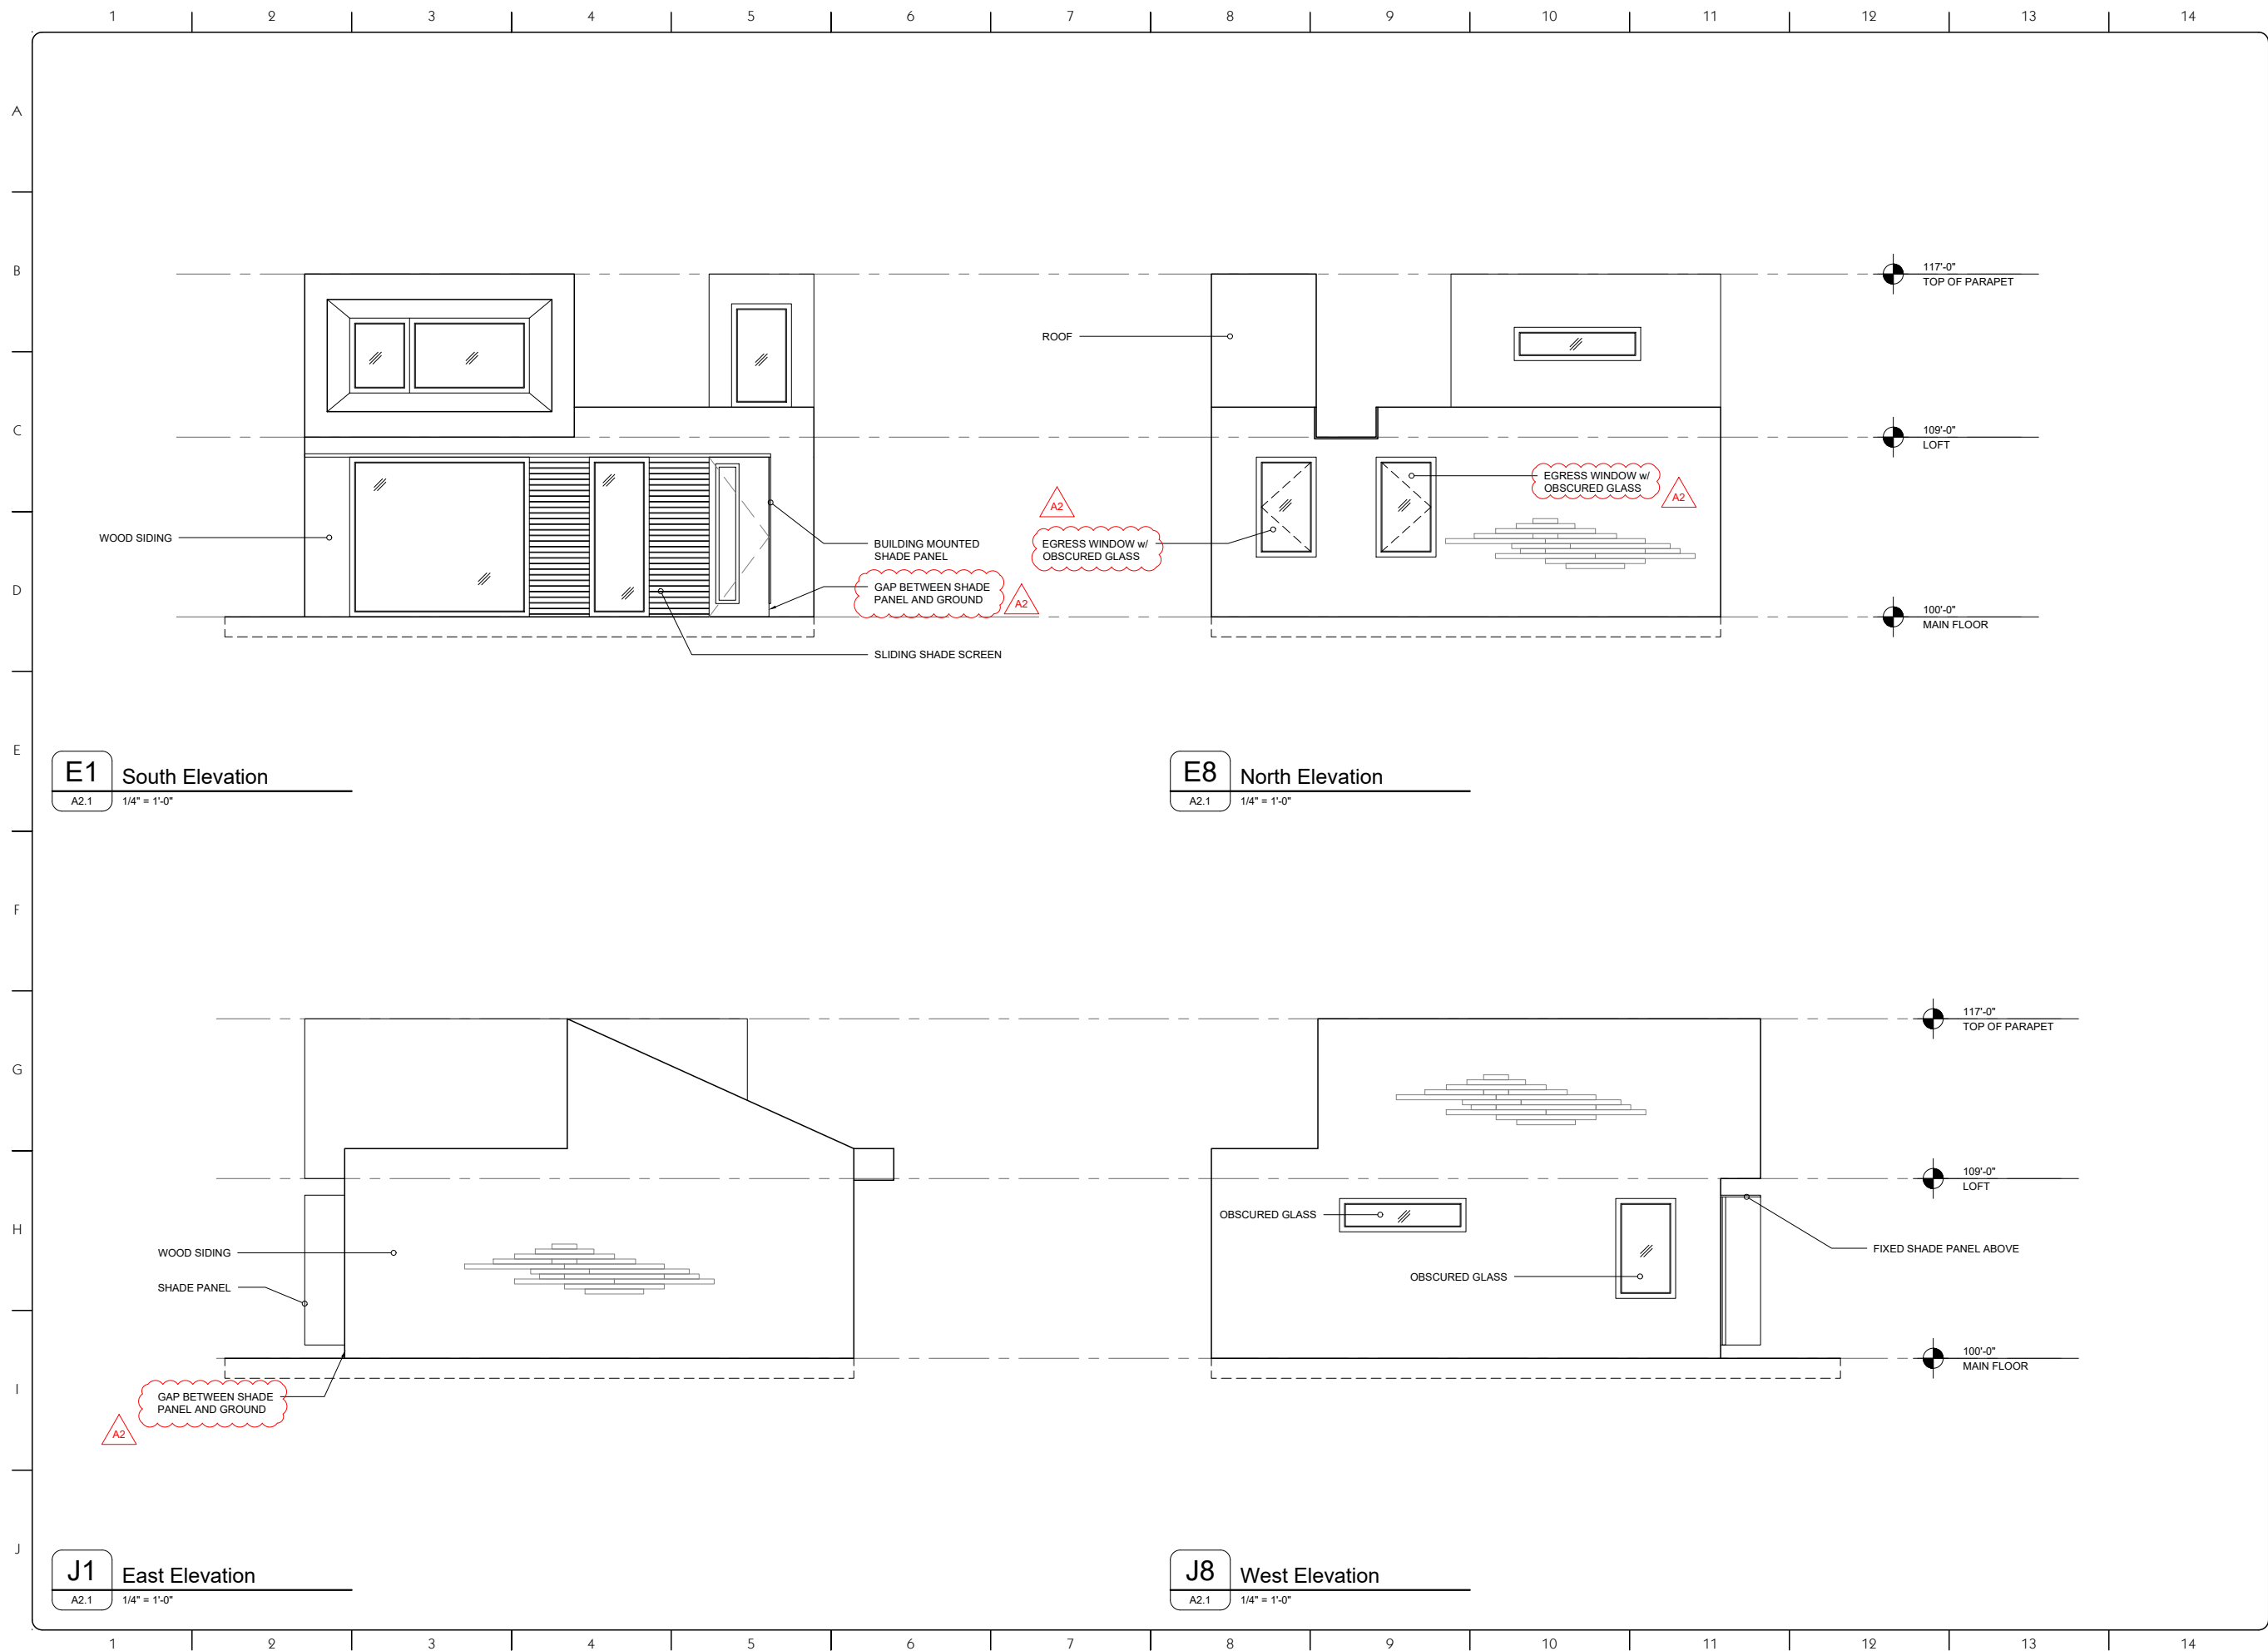 1 2 3 4 5 6 7 8 9 10 11 12 13 14
A
B
C
D
E
F
G
H
I
J
117'-0"
TOP OF PARAPET
ROOF
109'-0"
LOFT
EGRESS WINDOW w/
OBSCURED GLASS
A2
A2
WOOD SIDING
BUILDING MOUNTED
SHADE PANEL
EGRESS WINDOW w/
OBSCURED GLASS
GAP BETWEEN SHADE
PANEL AND GROUND
A2
100'-0"
MAIN FLOOR
SLIDING SHADE SCREEN
E1
South Elevation
A2.1
1/4" = 1'-0"
E8
North Elevation
A2.1
1/4" = 1'-0"
117'-0"
TOP OF PARAPET
109'-0"
LOFT
OBSCURED GLASS
WOOD SIDING
FIXED SHADE PANEL ABOVE
SHADE PANEL
OBSCURED GLASS
100'-0"
MAIN FLOOR
GAP BETWEEN SHADE
PANEL AND GROUND
A2
J1
East Elevation
A2.1
1/4" = 1'-0"
J8
West Elevation
A2.1
1/4" = 1'-0"
1 2 3 4 5 6 7 8 9 10 11 12 13 14